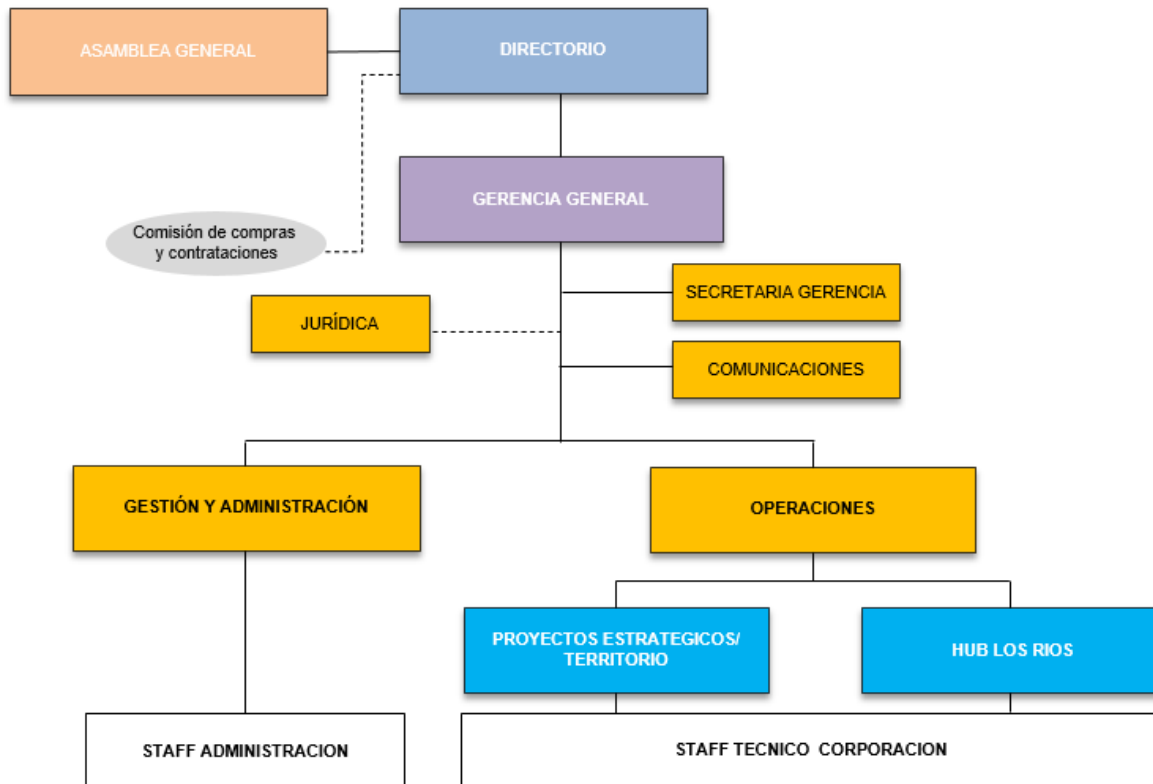 ASAMBLEA GENERAL
DIRECTORIO
GERENCIA GENERAL
Comisión de compras
y contrataciones
SECRETARIA GERENCIA
JURÍDICA
COMUNICACIONES
GESTIÓN Y ADMINISTRACIÓN
OPERACIONES
PROYECTOS ESTRATEGICOS/
TERRITORIO
HUB LOS RIOS
STAFF ADMINISTRACION
STAFF TECNICO CORPORACION